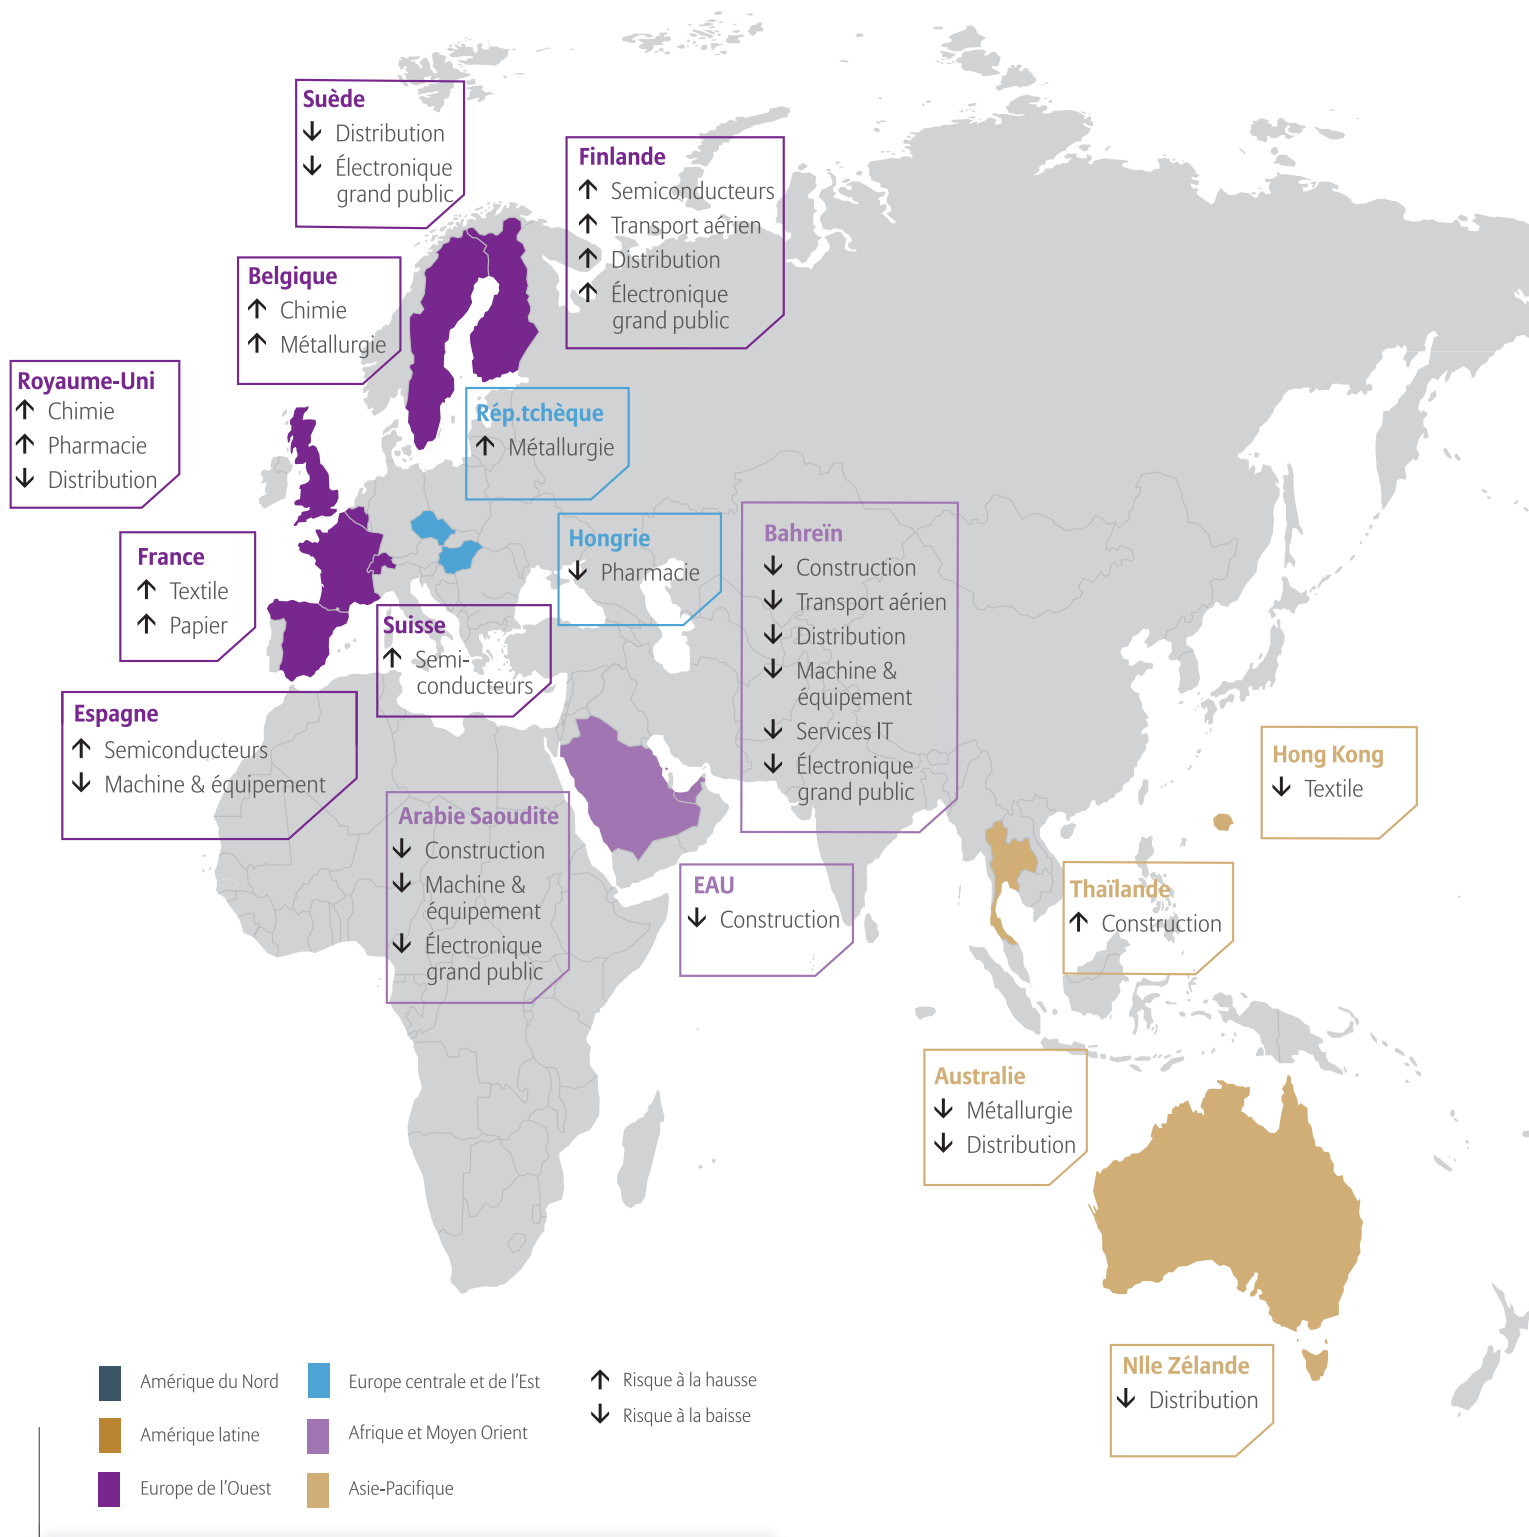 Suède
↓ Distribution
↓ Électronique
grand public
Finlande
↑ Semiconducteurs
↑ Transport aérien
↑ Distribution
↑ Électronique
grand public
Belgique
↑ Chimie
↑ Métallurgie
Royaume-Uni
↑ Chimie
↑ Pharmacie
↓ Distribution
Rép.tchèque
↑ Métallurgie
France
↑ Textile
↑ Papier
Hongrie
↓ Pharmacie
Bahreïn
↓ Construction
↓ Transport aérien
↓ Distribution
↓ Machine &
équipement
↓ Services IT
↓ Électronique
grand public
Suisse
↑ Semi-
conducteurs
Espagne
↑ Semiconducteurs
↓ Machine & équipement
Hong Kong
↓ Textile
Arabie Saoudite
↓ Construction
↓ Machine &
équipement
↓ Électronique
grand public
EAU
↓ Construction
Thaïlande
↑ Construction
Australie
↓ Métallurgie
↓ Distribution
Nlle Zélande
↓ Distribution
Amérique du Nord
Amérique latine
Europe de l’Ouest
Europe centrale et de l’Est
Afrique et Moyen Orient
Asie-Pacifique
↑ Risque à la hausse
↓ Risque à la baisse